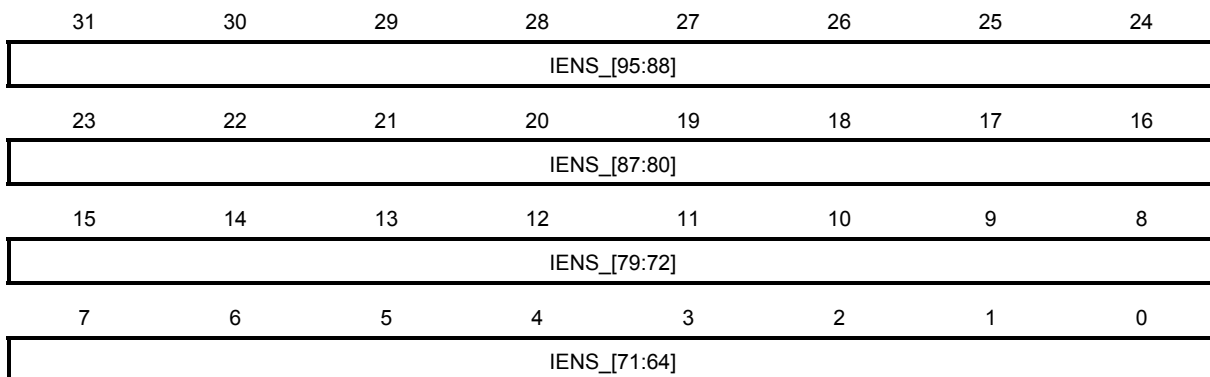 31 30 29 28 27 26 25 24
IENS_[95:88]
23 22 21 20 19 18 17 16
IENS_[87:80]
15 14 13 12 11 10 9 8
IENS_[79:72]
7 6 5 4 3 2 1 0
IENS_[71:64]